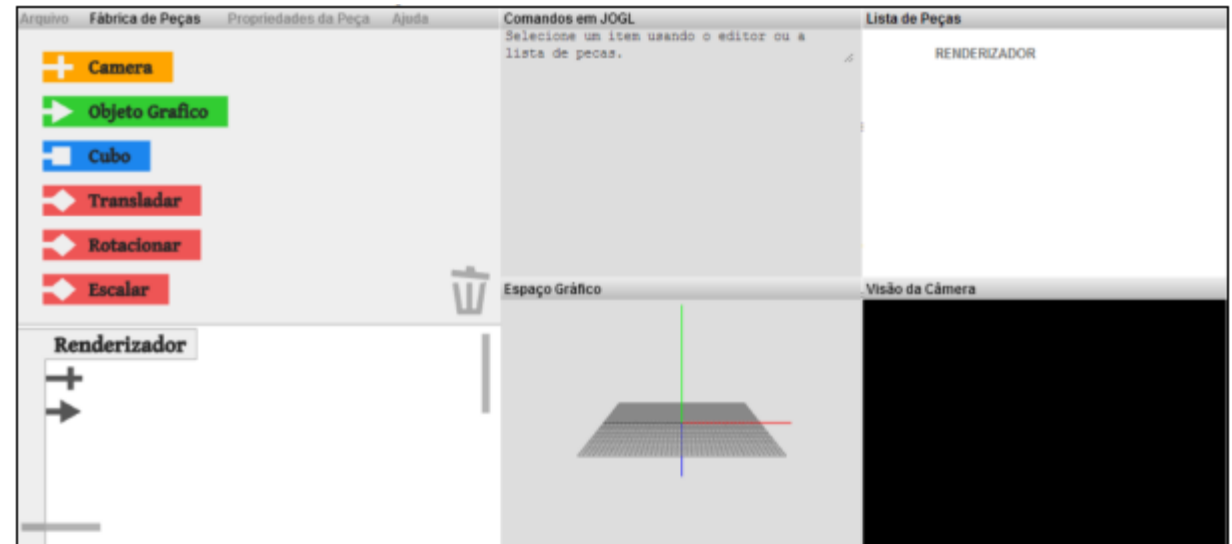 Arquivo Fábrica de Peças Propriedades da Peça Ajuda
Camera
Objeto Grafico
Cubo
Transladar
Rotacionar
Escalar
Renderizador
Comandos em JOGL
Selecione um item usando o editor ou a
lista de pecas.
Lista de Peças
RENDERIZADOR
Espaço Gráfico
Visão da Câmera